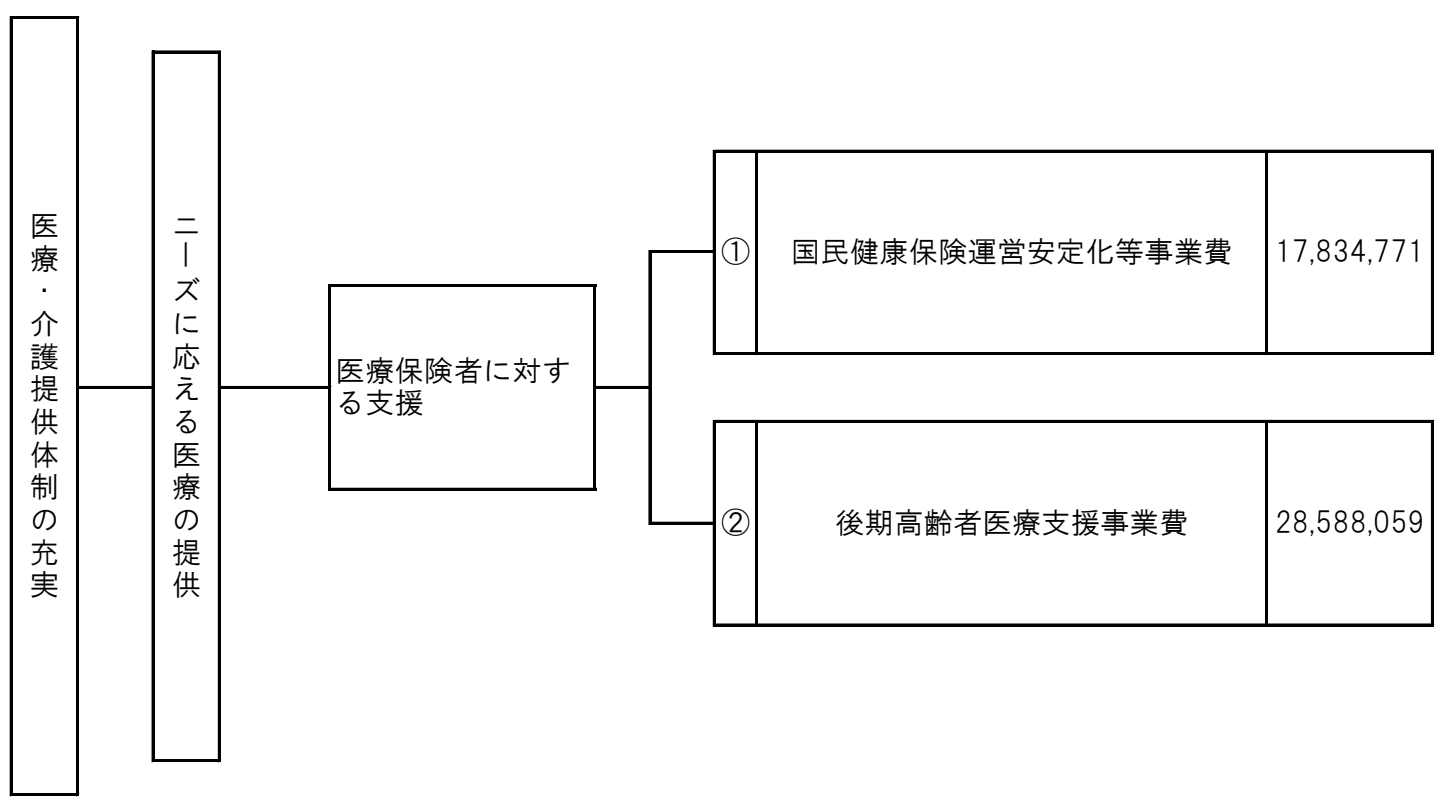 医療・介護提供体制の充実
ニーズに応える医療の提供
医療保険者に対す
る支援
① 国民健康保険運営安定化等事業費 17,834,771
② 後期高齢者医療支援事業費 28,588,059